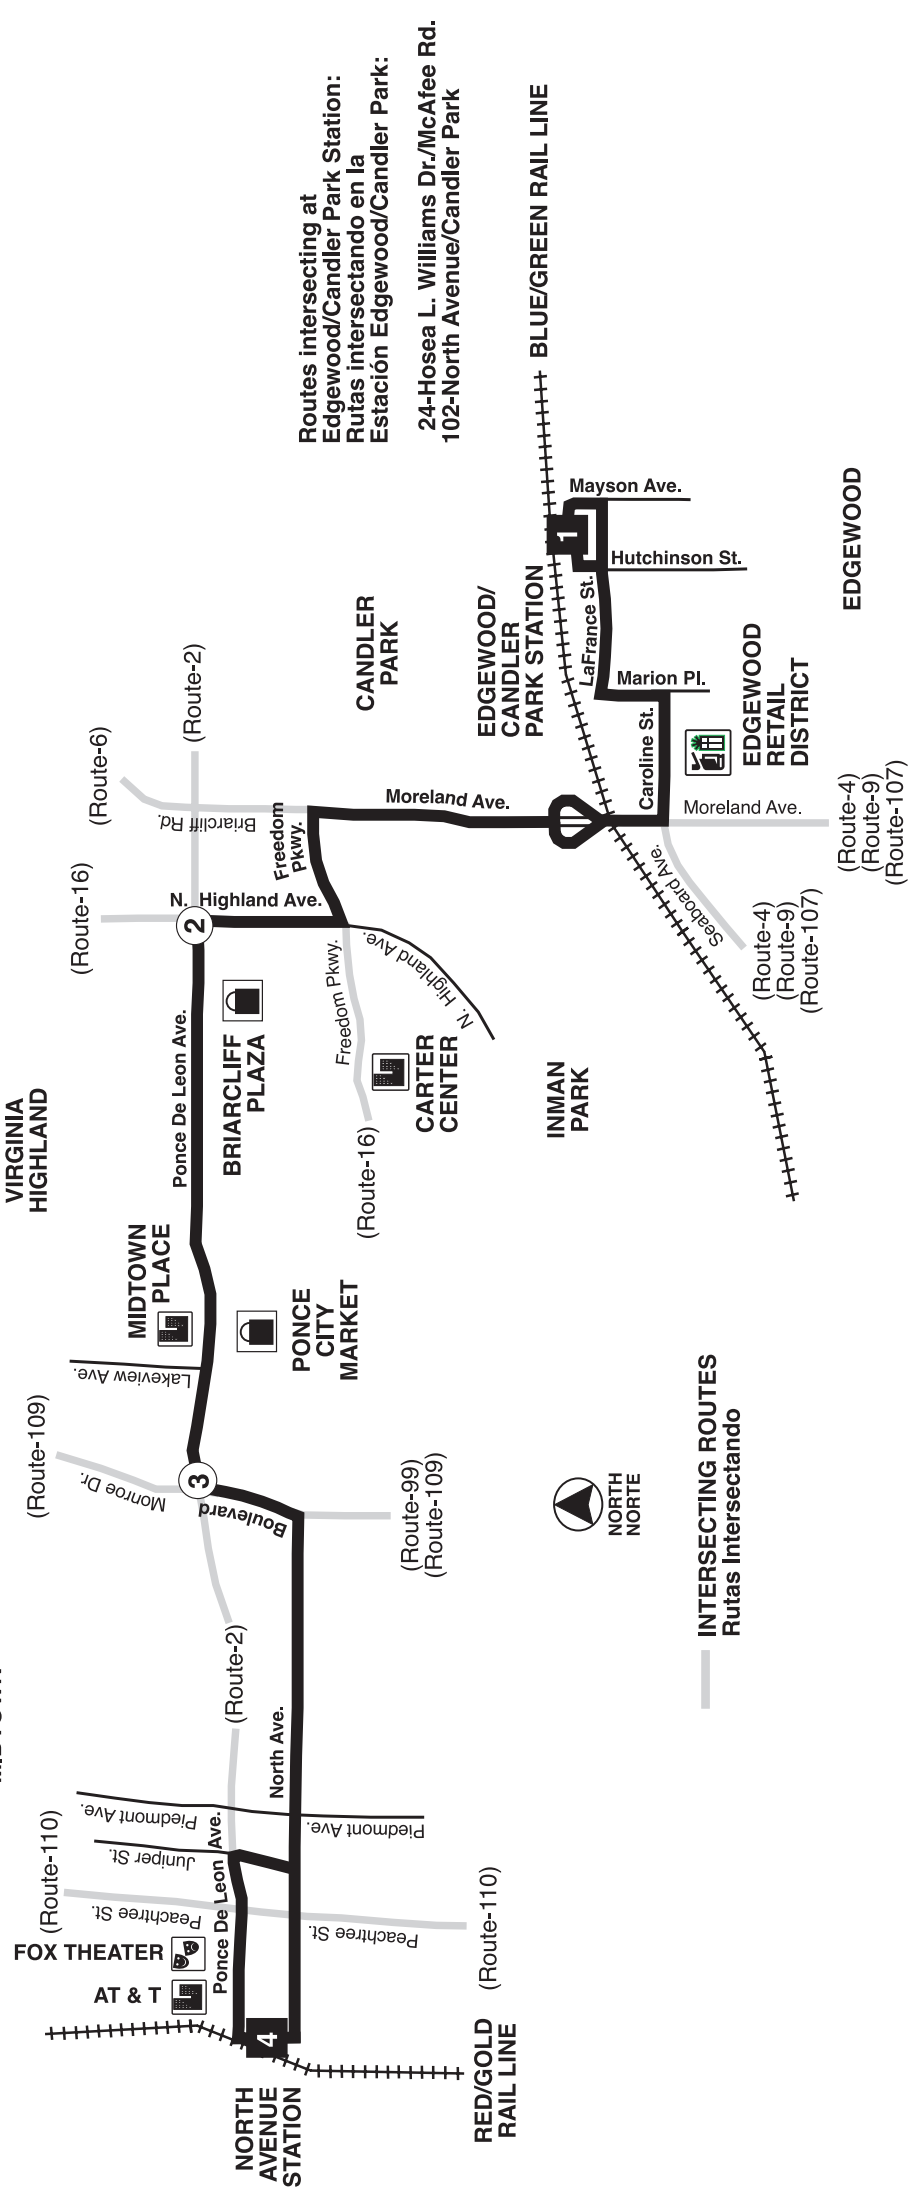 VIRGINIA
HIGHLAND
(Route-109)
(Route-110)
FOX THEATER
AT & T
NORTH
AVENUE
STATION
RED/GOLD
RAIL LINE
4
Ponce De Leon Ave.
Peachtree St.
Peachtree St.
(Route-110)
Juniper St.
Piedmont Ave.
Piedmont Ave.
North Ave.
(Route-2)
Monroe Dr.
3
Boulevard
(Route-99)
(Route-109)
Lakeview Ave.
MIDTOWN
PLACE
PONCE
CITY
MARKET
Ponce De Leon Ave.
BRIARCLIFF
PLAZA
(Route-16)
2
N. Highland Ave.
(Route-6)
(Route-2)
Briarcliff Rd.
Freedom
Pkwy.
Freedom Pkwy.
N. Highland Ave.
(Route-16)
CARTER
CENTER
INMAN
PARK
CANDLER
PARK
Moreland Ave.
EDGEWOOD/
CANDLER
PARK STATION
1
Mayson Ave.
Hutchinson St.
LaFrance St.
Marion Pl.
Caroline St.
Moreland Ave.
Seaboard Ave.
(Route-4)
(Route-9)
(Route-107)
(Route-4)
(Route-9)
(Route-107)
EDGEWOOD
RETAIL
DISTRICT
EDGEWOOD
BLUE/GREEN RAIL LINE
Routes intersecting at
Edgewood/Candler Park Station:
Rutas intersectando en la
Estación Edgewood/Candler Park:
24-Hosea L. Williams Dr./McAfee Rd.
102-North Avenue/Candler Park
NORTH
NORTE
INTERSECTING ROUTES
Rutas Intersectando